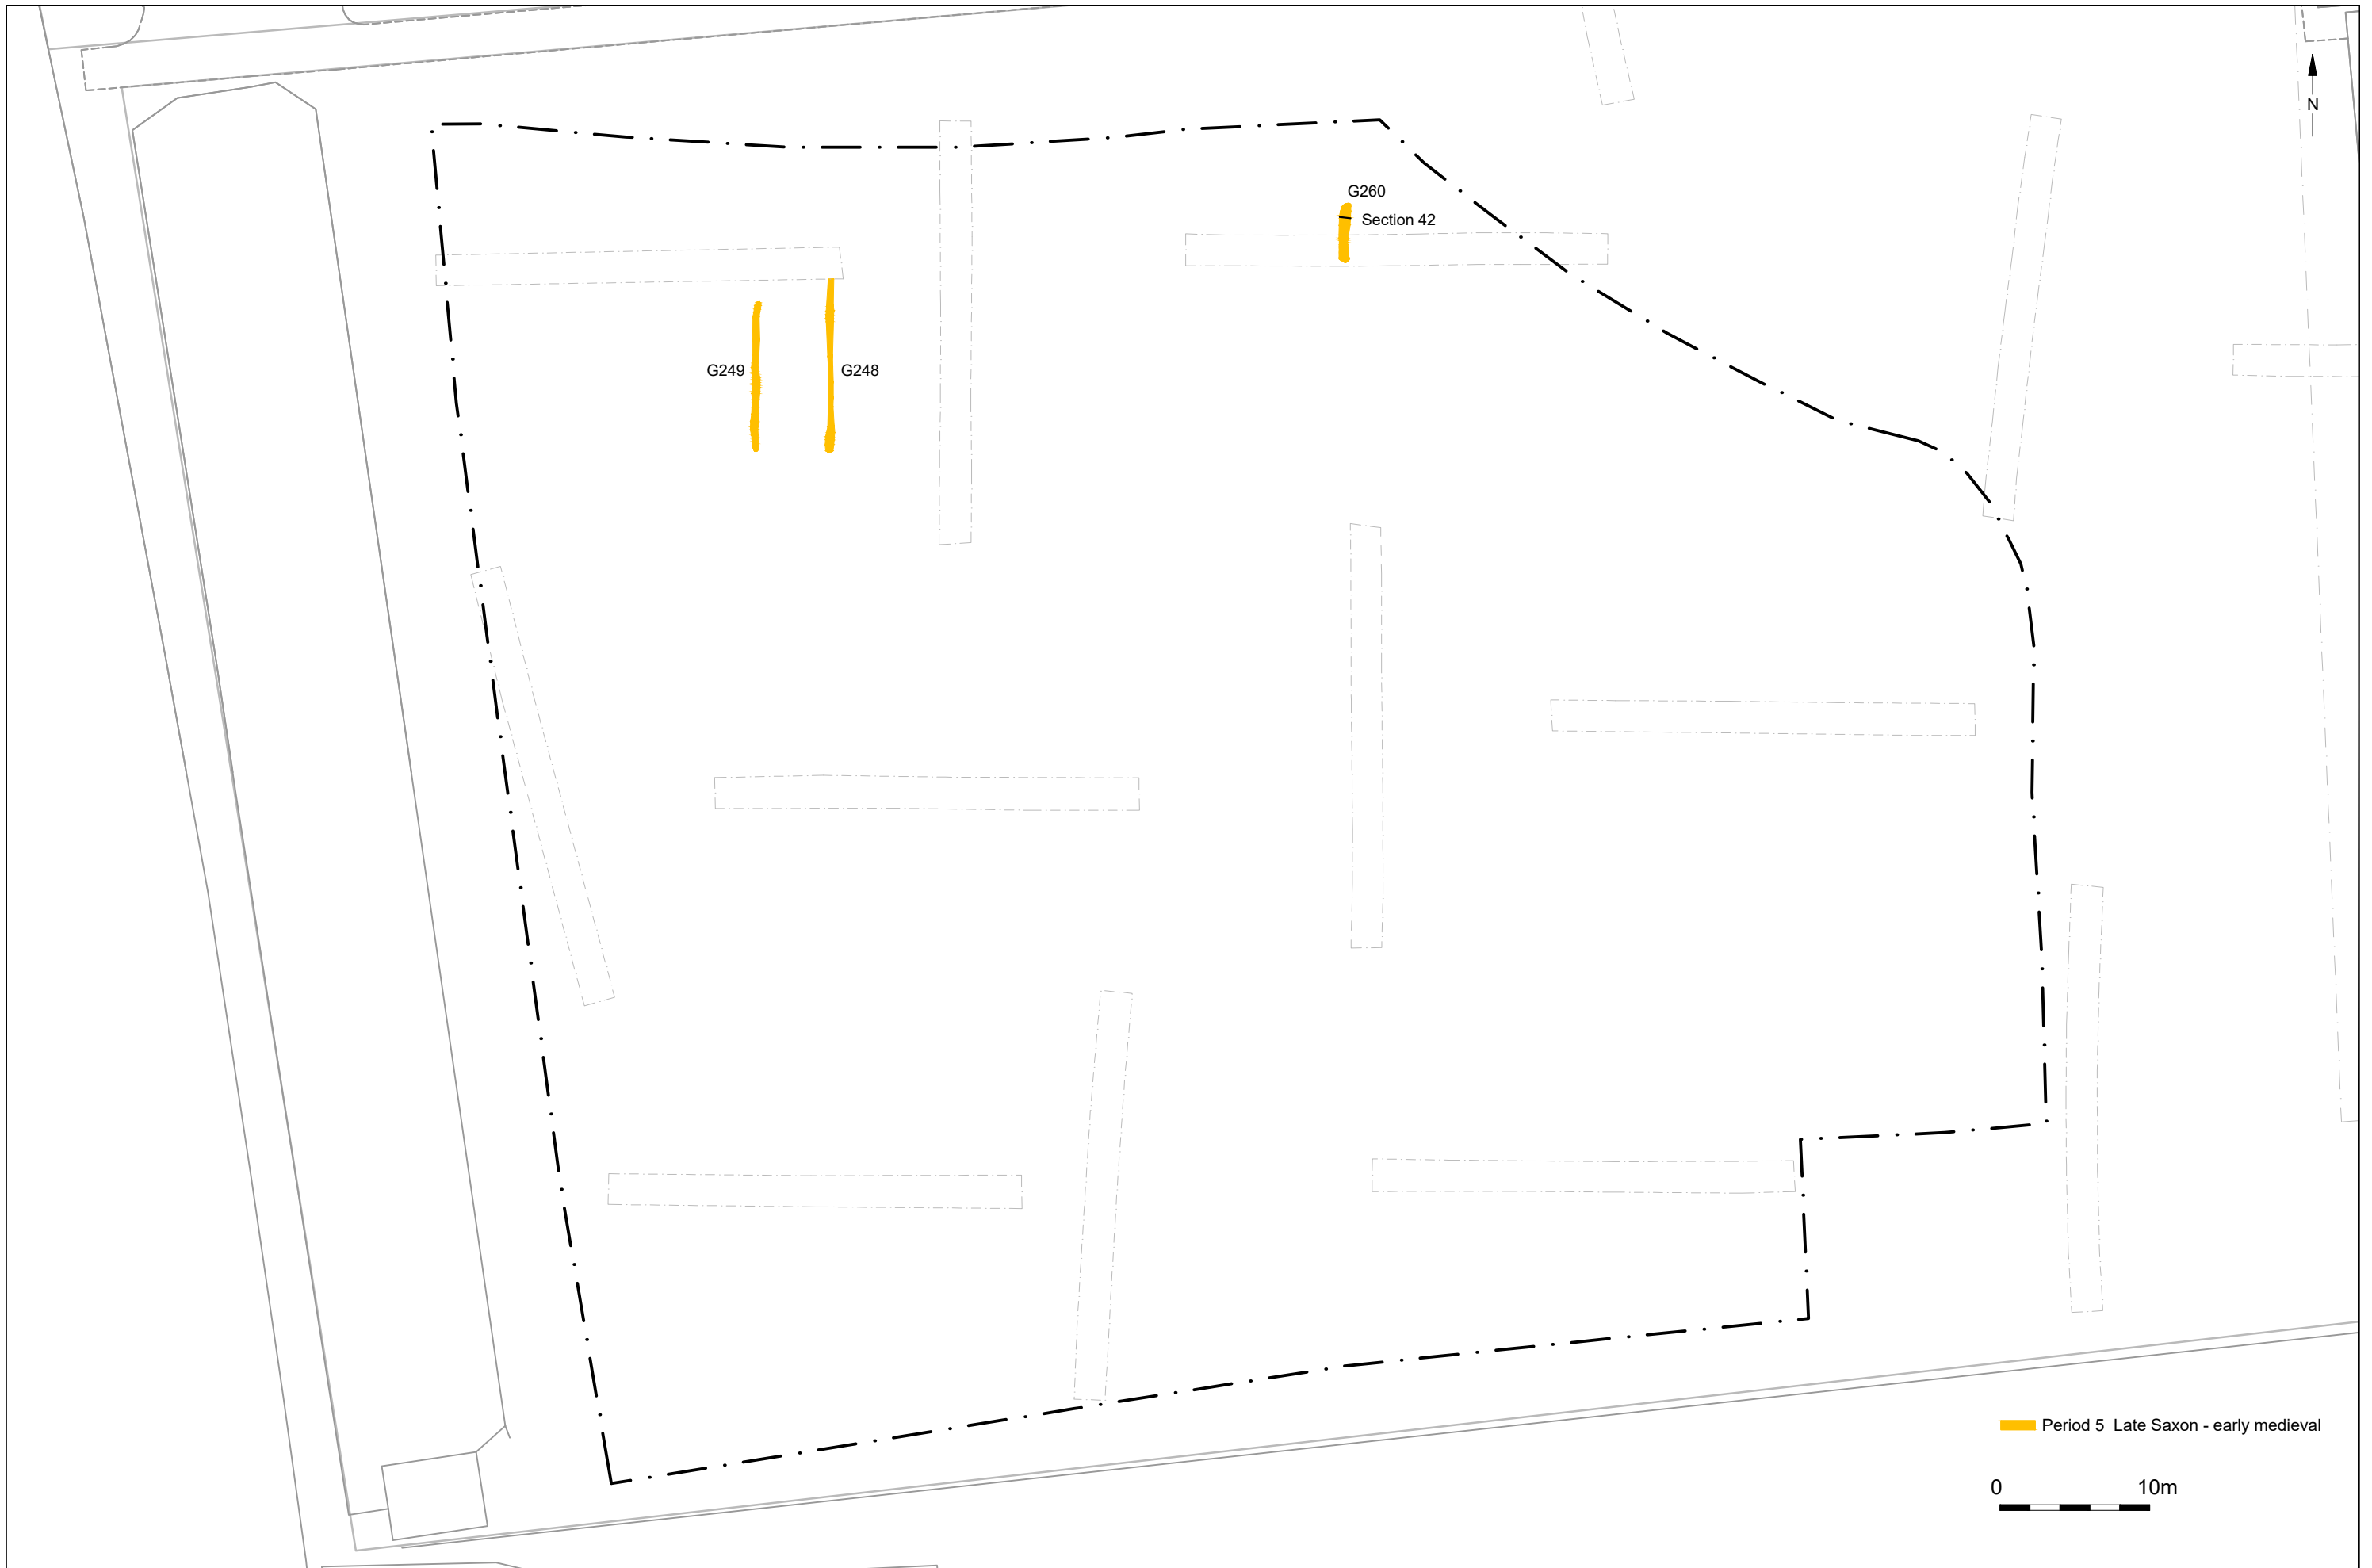 N
G260
Section 42
G249
G248
Period 5 Late Saxon - early medieval
0 10m